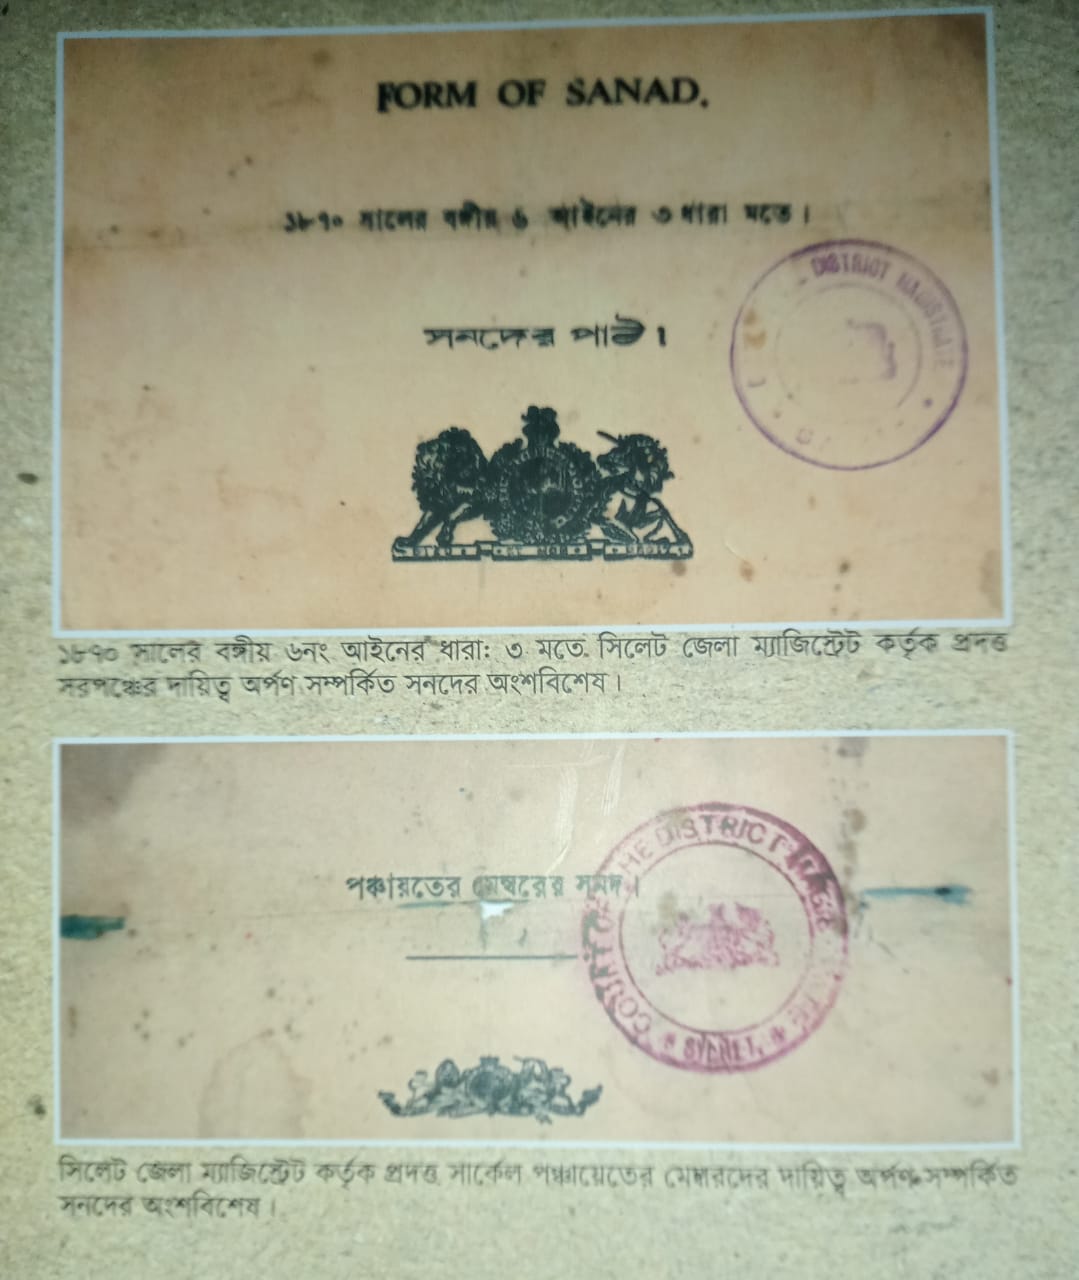 FORM OF SANAD.
১৮৭০ সালের বঙ্গীয় ৬ আইনের ৩ ধারা মতে।
DISTRICT MAGISTRATE
সনদের পাঠ।
১৮৭০ সালের বঙ্গীয় ৬নং আইনের ধারা: ৩ মতে সিলেট জেলা ম্যাজিস্ট্রেট কর্তৃক প্রদত্ত
সরপঞ্চের দায়িত্ব অর্পণ সম্পর্কিত সনদের অংশবিশেষ।
পঞ্চায়তের মেম্বরের সনদ।
COURT OF THE DISTRICT
* SYLHET. *
সিলেট জেলা ম্যাজিস্ট্রেট কর্তৃক প্রদত্ত সার্কেল পঞ্চায়েতের মেম্বারদের দায়িত্ব অর্পণ সম্পর্কিত
সনদের অংশবিশেষ।